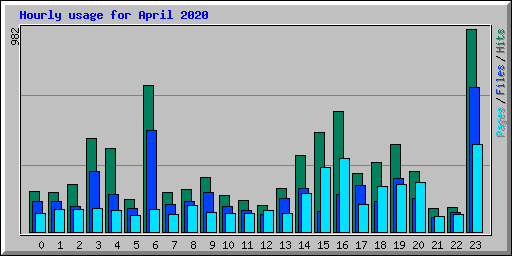 Hourly usage for April 2020
982
Pages / Files / Hits
0 1 2 3 4 5 6 7 8 9 10 11 12 13 14 15 16 17 18 19 20 21 22 23